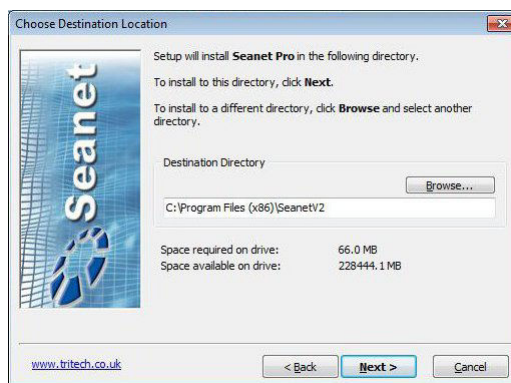 Choose Destination Location
Seanet
Setup will install Seanet Pro in the following directory.
To install to this directory, click Next.
To install to a different directory, click Browse and select another
directory.
Destination Directory
Browse...
C:\Program Files (x86)\SeanetV2
Space required on drive: 66.0 MB
Space available on drive: 228444.1 MB
www.tritech.co.uk
< Back
Next >
Cancel